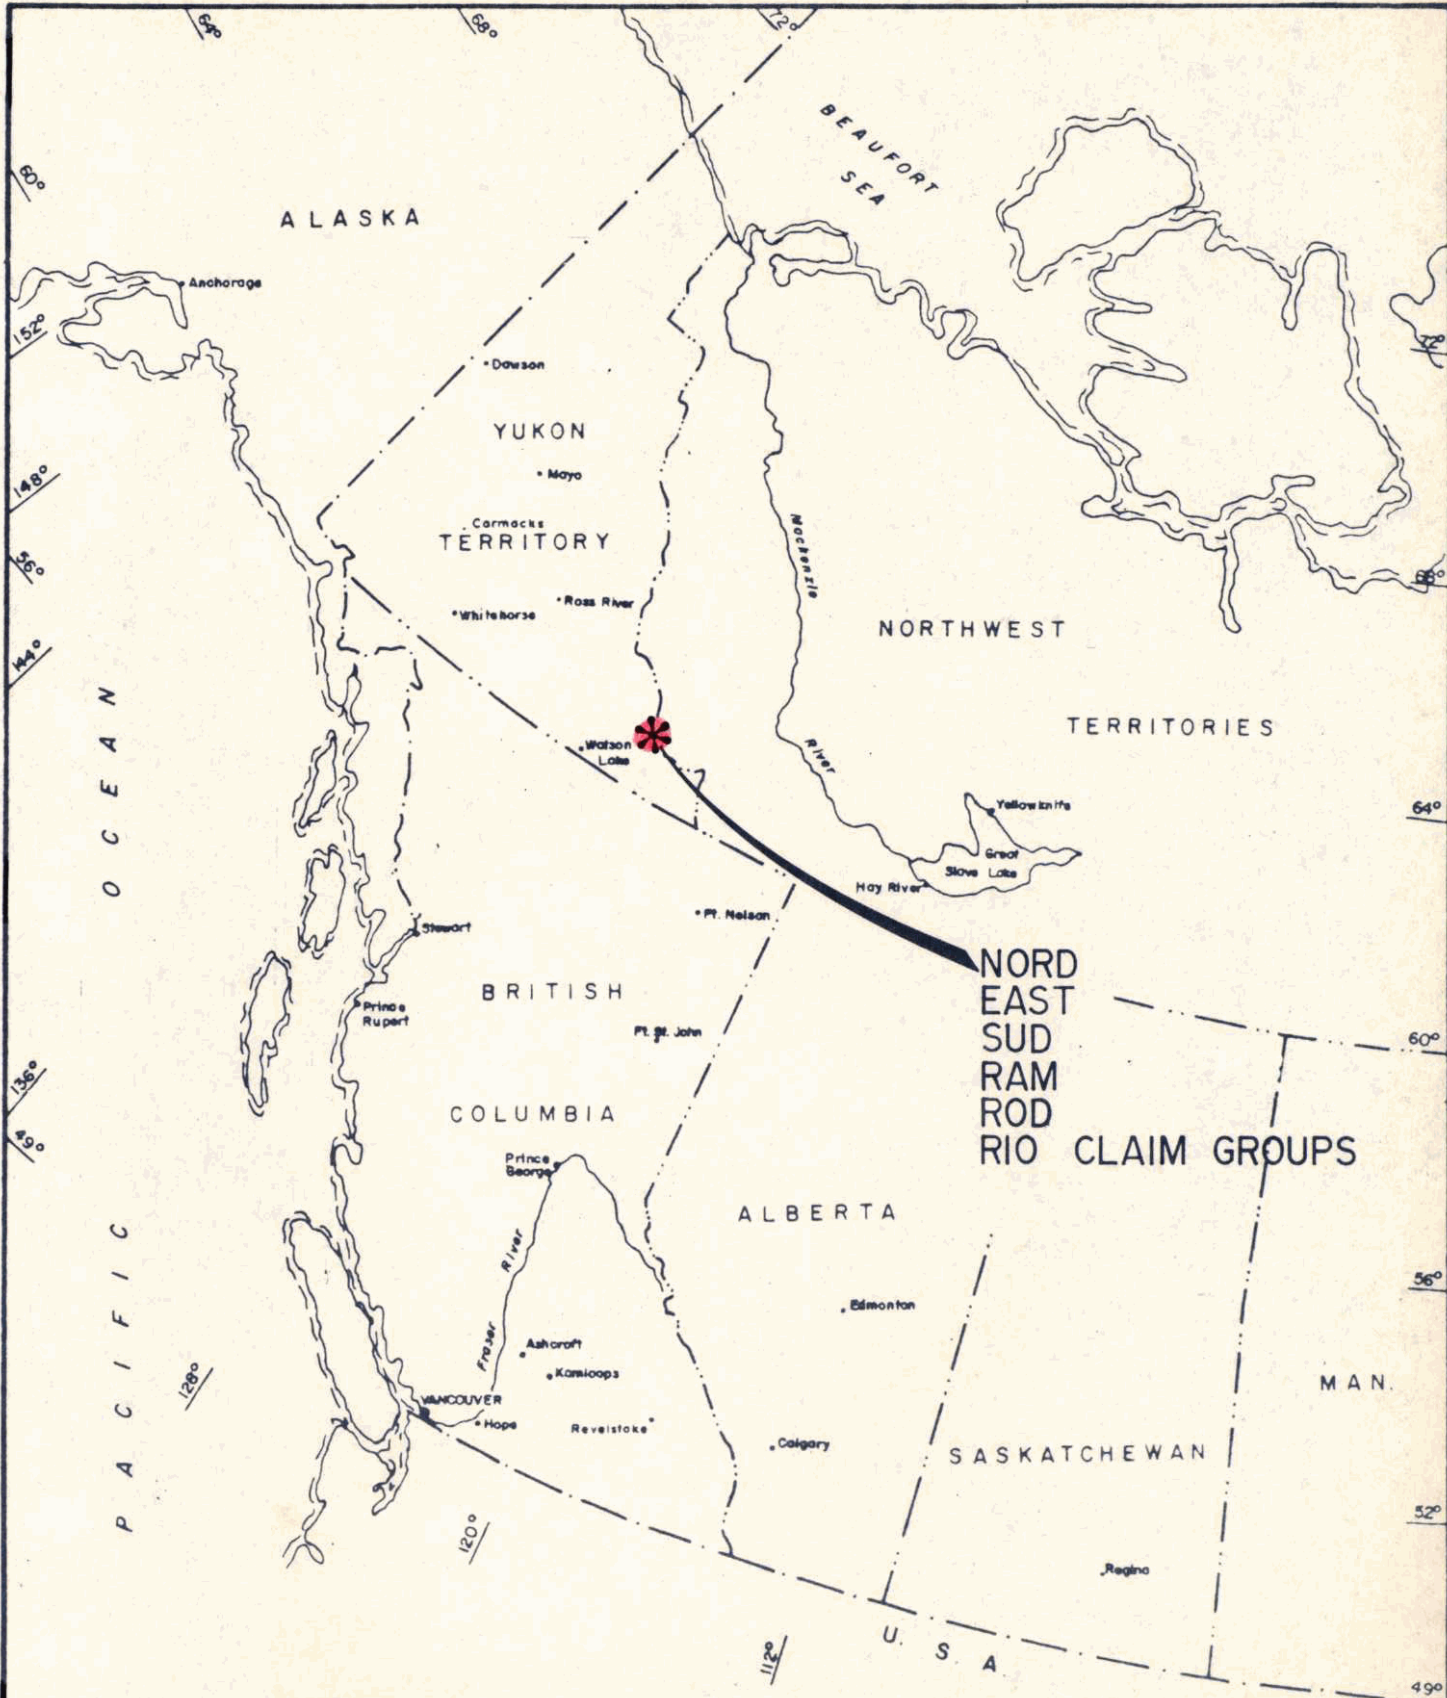 64°
68°
72°
BEAUFORT
SEA
60°
ALASKA
Anchorage
152°
72°
Dawson
YUKON
Mayo
148°
Carmacks
TERRITORY
Mackenzie
56°
68°
Ross River
Whitehorse
NORTHWEST
144°
TERRITORIES
Watson
Lake
River
Yellowknife
64°
Great
Slave Lake
Hay River
Ft. Nelson
Stewart
NORD
EAST
SUD
RAM
ROD
RIO CLAIM GROUPS
BRITISH
Prince
Rupert
Ft. St. John
60°
136°
COLUMBIA
49°
Prince
George
ALBERTA
Fraser River
56°
Edmonton
Ashcroft
Kamloops
128°
MAN.
VANCOUVER
Hope
Revelstoke
Calgary
SASKATCHEWAN
PACIFIC OCEAN
52°
120°
Regina
112°
U. S. A.
49°